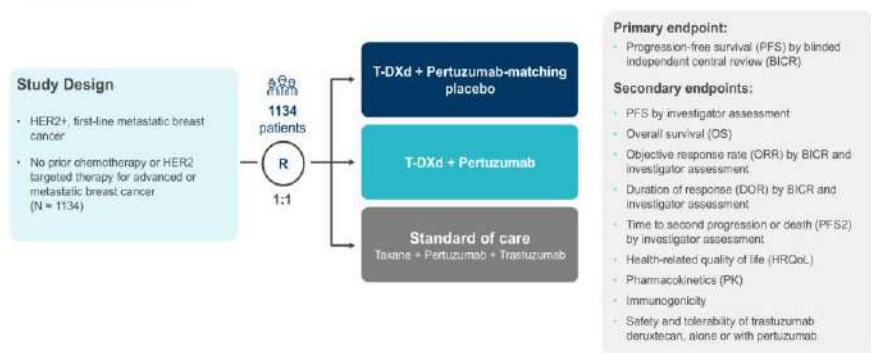 Study Design
• HER2+, first-line metastatic breast
cancer
• No prior chemotherapy or HER2
targeted therapy for advanced or
metastatic breast cancer
(N ≈ 1134)
1134
patients
R
1:1
T-DXd + Pertuzumab-matching
placebo
T-DXd + Pertuzumab
Standard of care
Taxane + Pertuzumab + Trastuzumab
Primary endpoint:
• Progression-free survival (PFS) by blinded
independent central review (BICR)
Secondary endpoints:
• PFS by investigator assessment
• Overall survival (OS)
• Objective response rate (ORR) by BICR and
investigator assessment
• Duration of response (DOR) by BICR and
investigator assessment
• Time to second progression or death (PFS2)
by investigator assessment
• Health-related quality of life (HRQoL)
• Pharmacokinetics (PK)
• Immunogenicity
• Safety and tolerability of trastuzumab
deruxtecan, alone or with pertuzumab